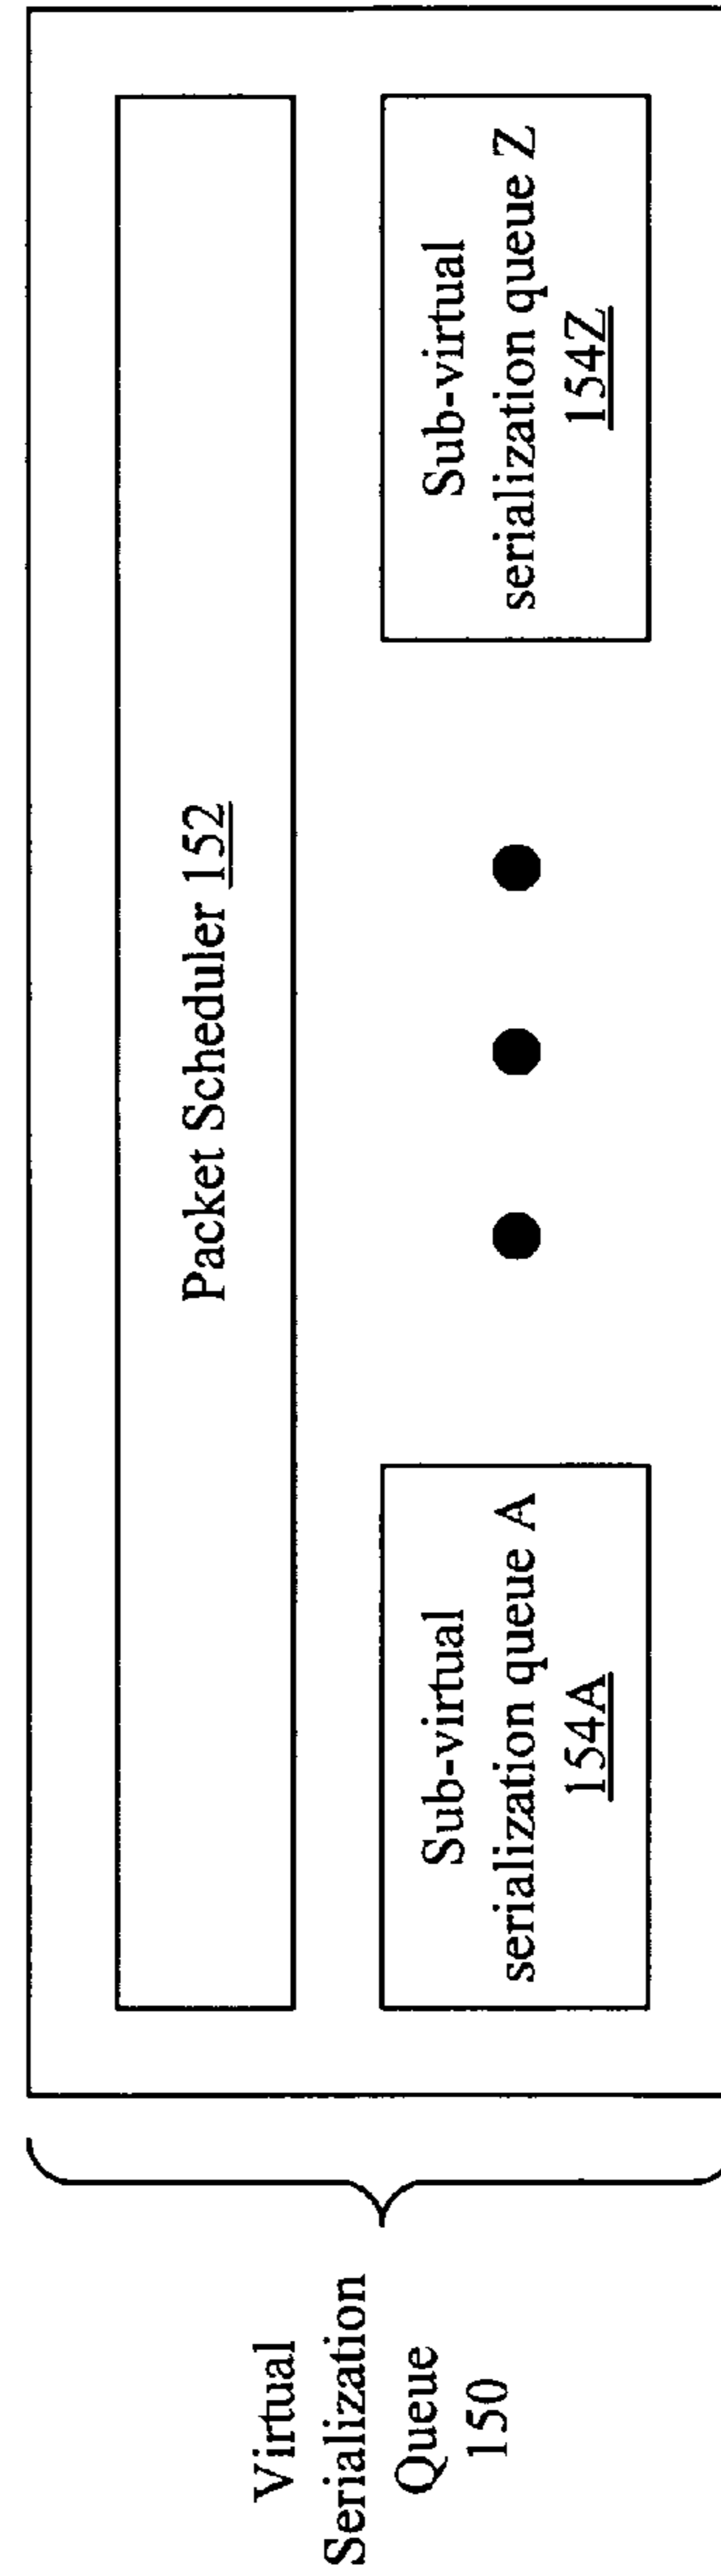 Virtual
Serialization
Queue
150
Packet Scheduler 152
Sub-virtual
serialization queue A
154A
Sub-virtual
serialization queue Z
154Z